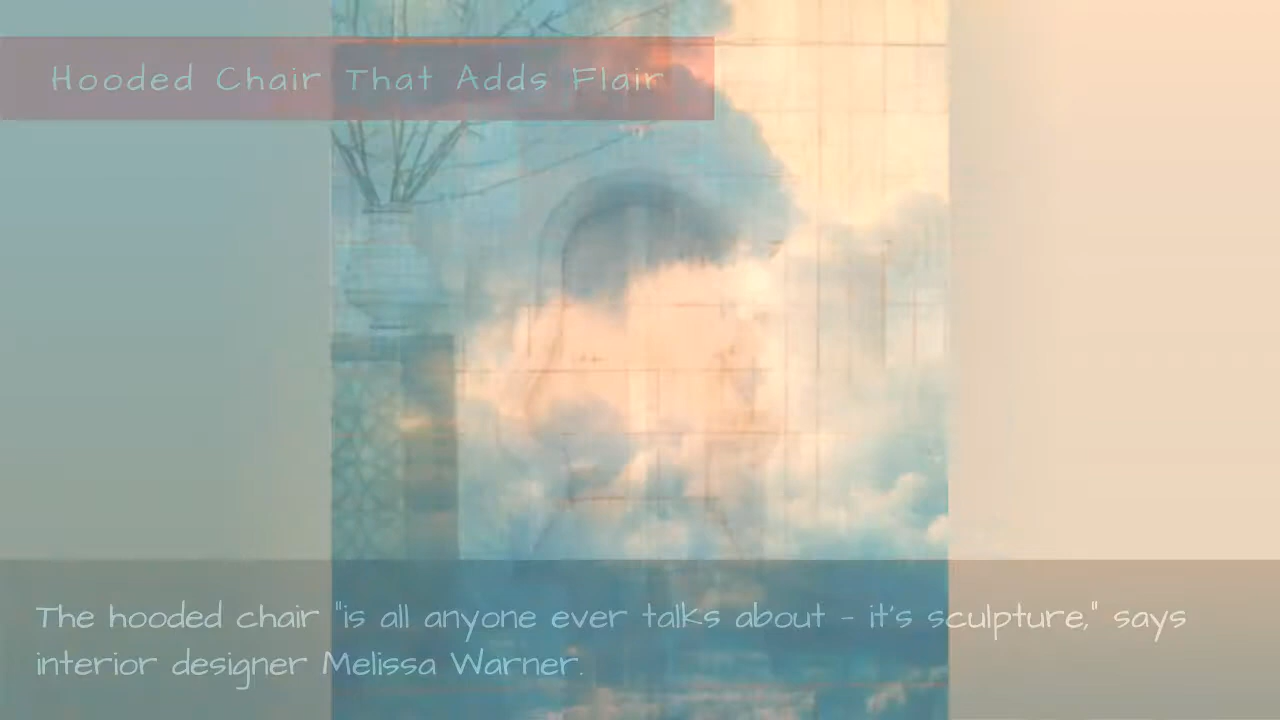 Hooded Chair That Adds Flair
The hooded chair "is all anyone ever talks about - it's sculpture," says
interior designer Melissa Warner.